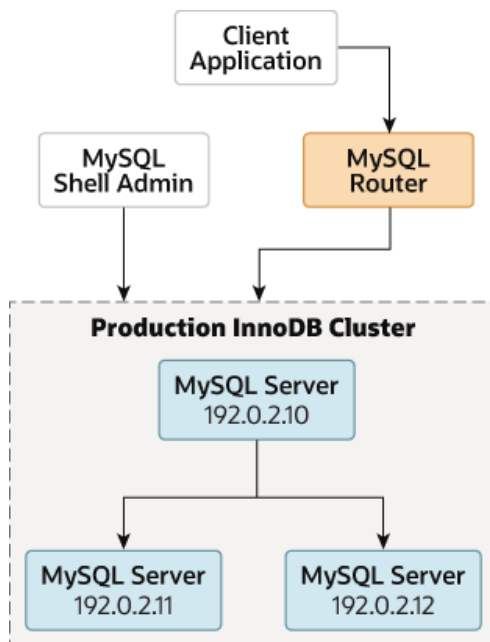 Client
Application
MySQL
Shell Admin
MySQL
Router
Production InnoDB Cluster
MySQL Server
192.0.2.10
MySQL Server
192.0.2.11
MySQL Server
192.0.2.12